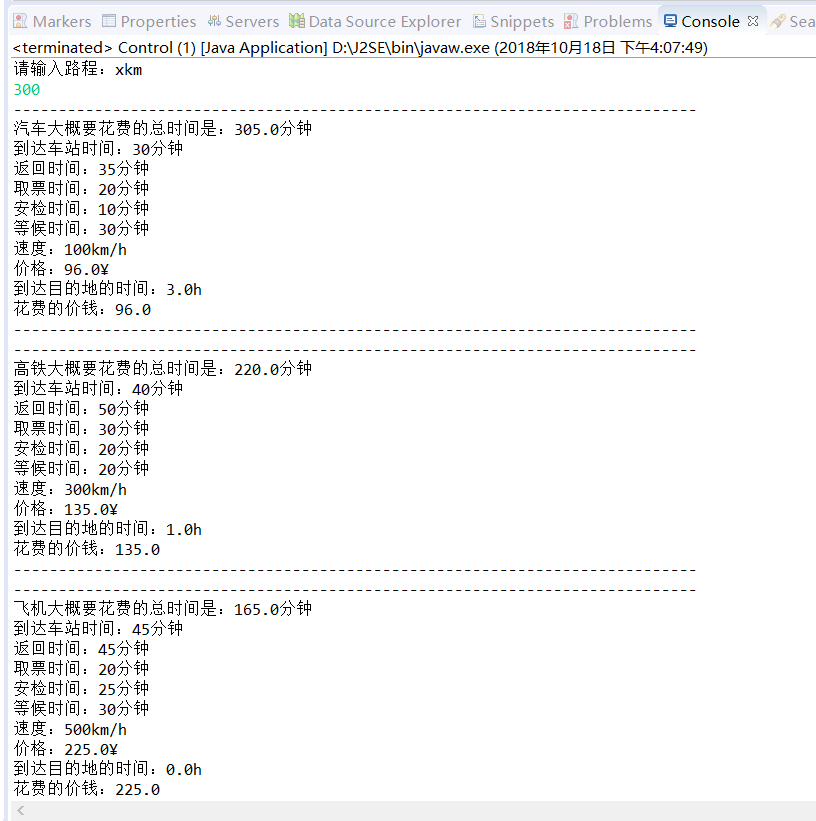 Markers Properties Servers Data Source Explorer Snippets Problems Console Sea
<terminated> Control (1) [Java Application] D:\J2SE\bin\javaw.exe (2018年10月18日 下午4:07:49)
请输入路程：xkm
300
----------------------------------------------------------------------------
汽车大概要花费的总时间是：305.0分钟
到达车站时间：30分钟
返回时间：35分钟
取票时间：20分钟
安检时间：10分钟
等候时间：30分钟
速度：100km/h
价格：96.0¥
到达目的地的时间：3.0h
花费的价钱：96.0
----------------------------------------------------------------------------
----------------------------------------------------------------------------
高铁大概要花费的总时间是：220.0分钟
到达车站时间：40分钟
返回时间：50分钟
取票时间：30分钟
安检时间：20分钟
等候时间：20分钟
速度：300km/h
价格：135.0¥
到达目的地的时间：1.0h
花费的价钱：135.0
----------------------------------------------------------------------------
----------------------------------------------------------------------------
飞机大概要花费的总时间是：165.0分钟
到达车站时间：45分钟
返回时间：45分钟
取票时间：20分钟
安检时间：25分钟
等候时间：30分钟
速度：500km/h
价格：225.0¥
到达目的地的时间：0.0h
花费的价钱：225.0